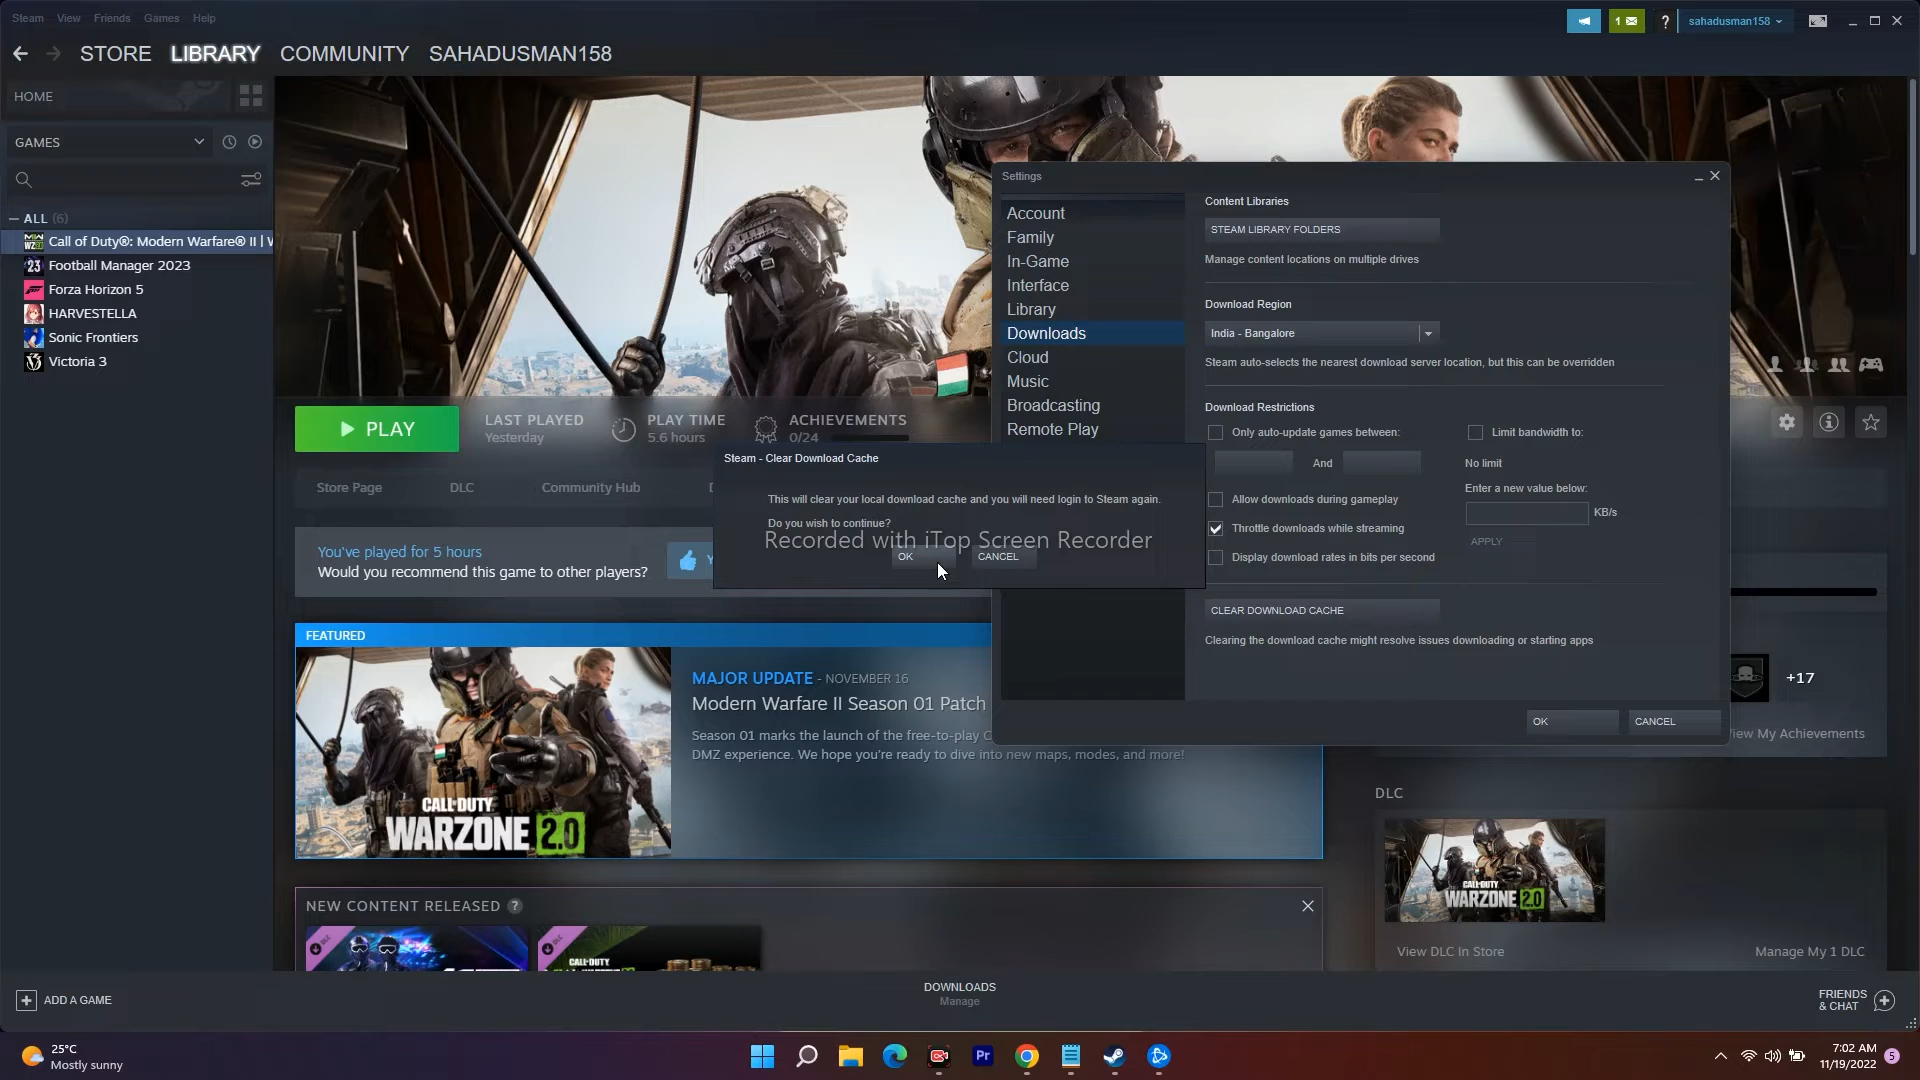 Steam View Friends Games Help
1
?
sahadusman158
STORE LIBRARY COMMUNITY SAHADUSMAN158
HOME
GAMES
ALL (6)
Call of Duty®: Modern Warfare® II | W
Football Manager 2023
Forza Horizon 5
HARVESTELLA
Sonic Frontiers
Victoria 3
PLAY
LAST PLAYED
Yesterday
PLAY TIME
5.6 hours
ACHIEVEMENTS
0/24
Store Page DLC Community Hub D
You've played for 5 hours
Would you recommend this game to other players?
Y
FEATURED
CALL OF DUTY
WARZONE 2.0
MAJOR UPDATE - NOVEMBER 16
Modern Warfare II Season 01 Patch
Season 01 marks the launch of the free-to-play C
DMZ experience. We hope you're ready to dive into new maps, modes, and more!
NEW CONTENT RELEASED ?
DLC
DLC
CALL OF DUTY
Settings
Account
Family
In-Game
Interface
Library
Downloads
Cloud
Music
Broadcasting
Remote Play
Content Libraries
STEAM LIBRARY FOLDERS
Manage content locations on multiple drives
Download Region
India - Bangalore
Steam auto-selects the nearest download server location, but this can be overridden
Download Restrictions
Only auto-update games between:
And
Limit bandwidth to:
No limit
Enter a new value below:
KB/s
APPLY
Allow downloads during gameplay
Throttle downloads while streaming
Display download rates in bits per second
CLEAR DOWNLOAD CACHE
Clearing the download cache might resolve issues downloading or starting apps
OK CANCEL
Steam - Clear Download Cache
This will clear your local download cache and you will need login to Steam again.
Do you wish to continue?
Recorded with iTop Screen Recorder
OK CANCEL
+17
iew My Achievements
DLC
CALL OF DUTY
WARZONE 2.0
View DLC In Store Manage My 1 DLC
ADD A GAME
DOWNLOADS
Manage
FRIENDS
& CHAT
25°C
Mostly sunny
Pr
7:02 AM
11/19/2022
5